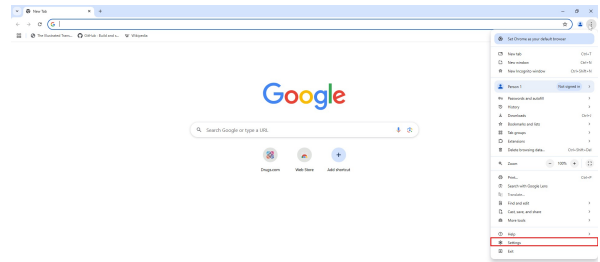 New Tab
G
The Illustrated Tran...
GitHub · Build and s...
Wikipedia
Set Chrome as your default browser
New tab Ctrl+T
New window Ctrl+N
New Incognito window Ctrl+Shift+N
Person 1 Not signed in
Passwords and autofill
History
Downloads Ctrl+J
Bookmarks and lists
Tab groups
Extensions
Delete browsing data... Ctrl+Shift+Del
Zoom - 100% +
Print... Ctrl+P
Search with Google Lens
Translate...
Find and edit
Cast, save, and share
More tools
Help
Settings
Exit
Google
Search Google or type a URL
Drugs.com
Web Store
Add shortcut